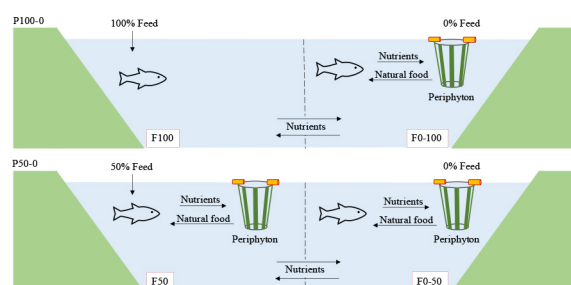 P100-0
100% Feed
0% Feed
Nutrients
Natural food
Periphyton
Nutrients
F100
F0-100
P50-0
50% Feed
0% Feed
Nutrients
Natural food
Periphyton
Nutrients
Natural food
Periphyton
Nutrients
F50
F0-50